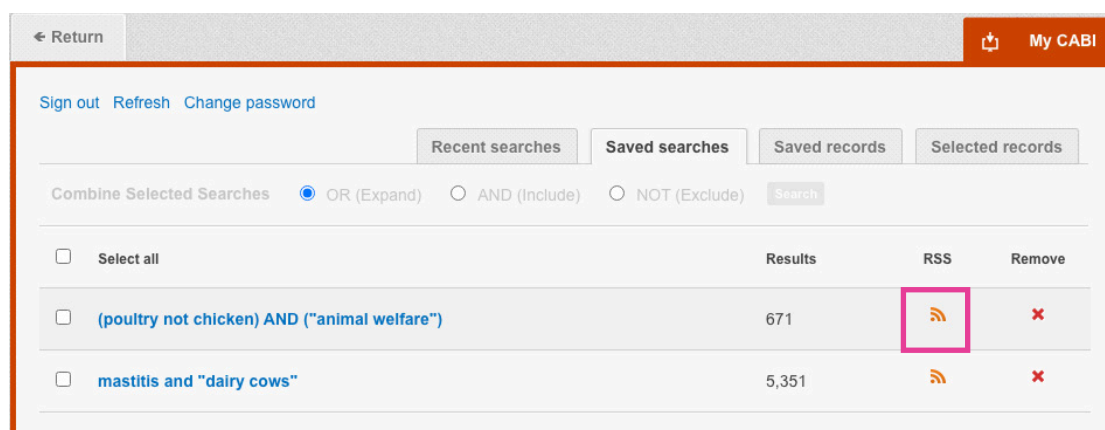 Return
My CABI
Sign out Refresh Change password
Recent searches Saved searches Saved records Selected records
Combine Selected Searches OR (Expand) AND (Include) NOT (Exclude) Search
Select all Results RSS Remove
(poultry not chicken) AND ("animal welfare") 671
mastitis and "dairy cows" 5,351